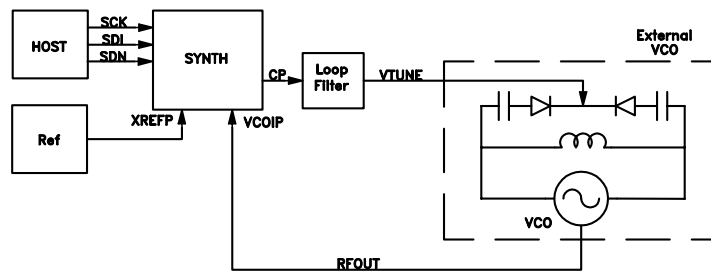 HOST
SCK
SDI
SDN
SYNTH
CP
Loop
Filter
VTUNE
External
VCO
Ref
XREFP
VCOIP
VCO
RFOUT